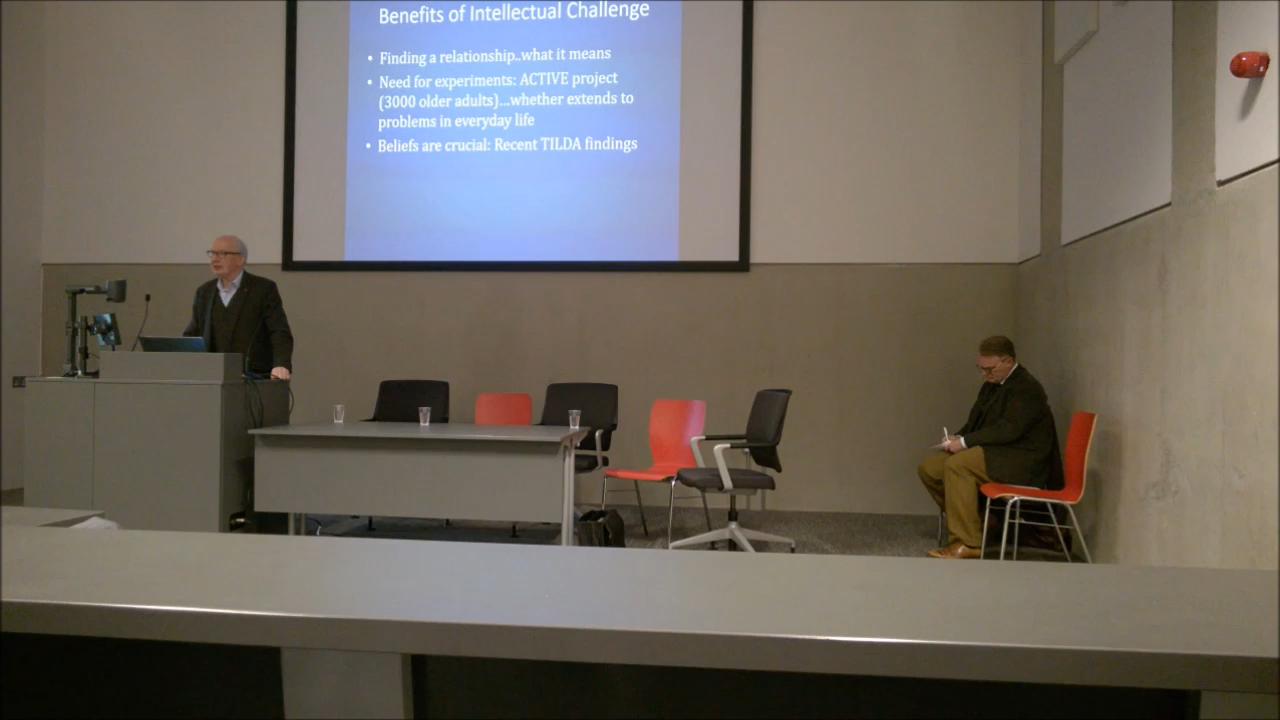 Benefits of Intellectual Challenge
• Finding a relationship..what it means
• Need for experiments: ACTIVE project
(3000 older adults)...whether extends to
problems in everyday life
• Beliefs are crucial: Recent TILDA findings